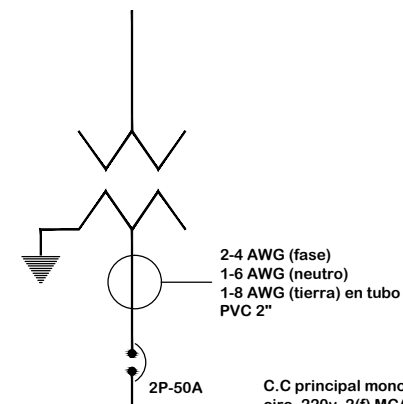 2-4 AWG (fase)
1-6 AWG (neutro)
1-8 AWG (tierra) en tubo
PVC 2"
2P-50A
C.C principal mono